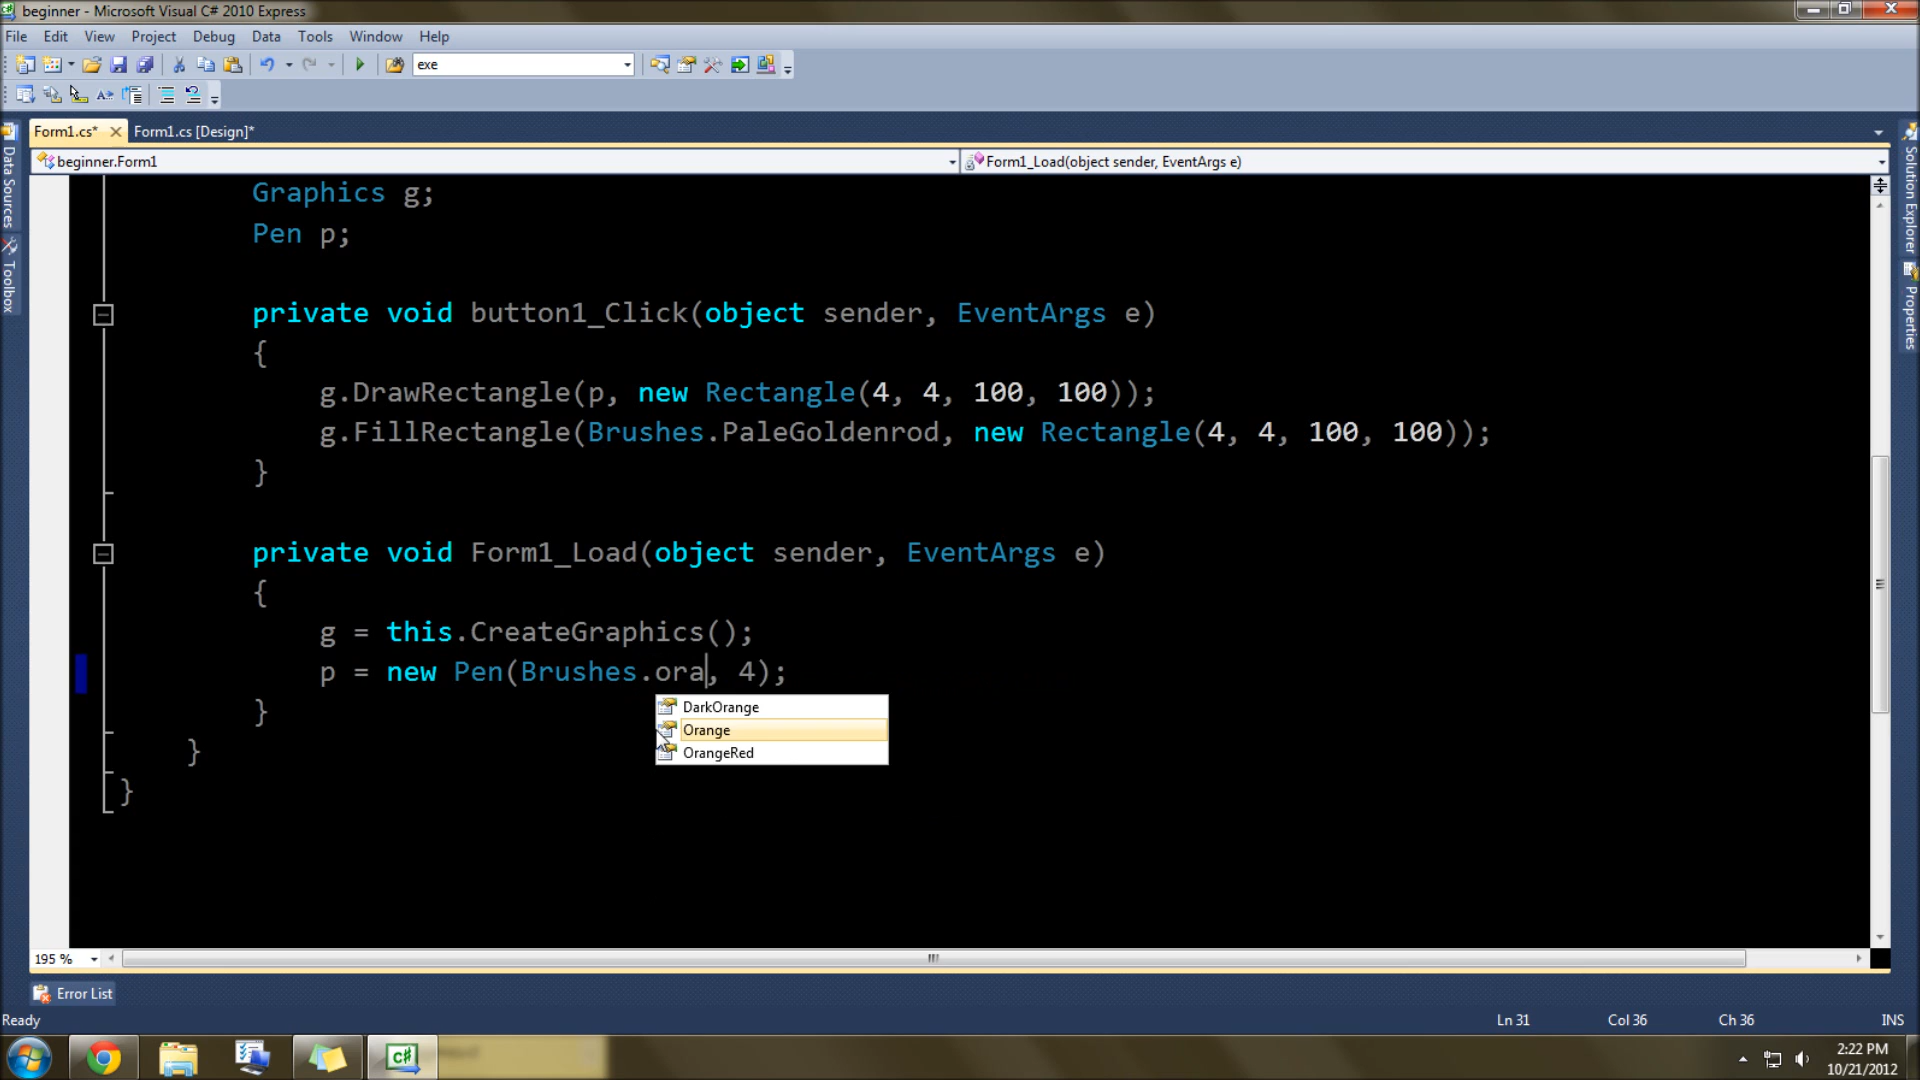 beginner - Microsoft Visual C# 2010 Express
File Edit View Project Debug Data Tools Window Help
exe
Form1.cs* Form1.cs [Design]*
beginner.Form1 Form1_Load(object sender, EventArgs e)
Data Sources
Toolbox
Solution Explorer
Properties
Graphics g;
Pen p;
private void button1_Click(object sender, EventArgs e)
{
g.DrawRectangle(p, new Rectangle(4, 4, 100, 100));
g.FillRectangle(Brushes.PaleGoldenrod, new Rectangle(4, 4, 100, 100));
}
private void Form1_Load(object sender, EventArgs e)
{
g = this.CreateGraphics();
p = new Pen(Brushes.ora, 4);
DarkOrange
Orange
OrangeRed
}
}
}
195 %
Error List
Ready Ln 31 Col 36 Ch 36 INS
C#
2:22 PM
10/21/2012